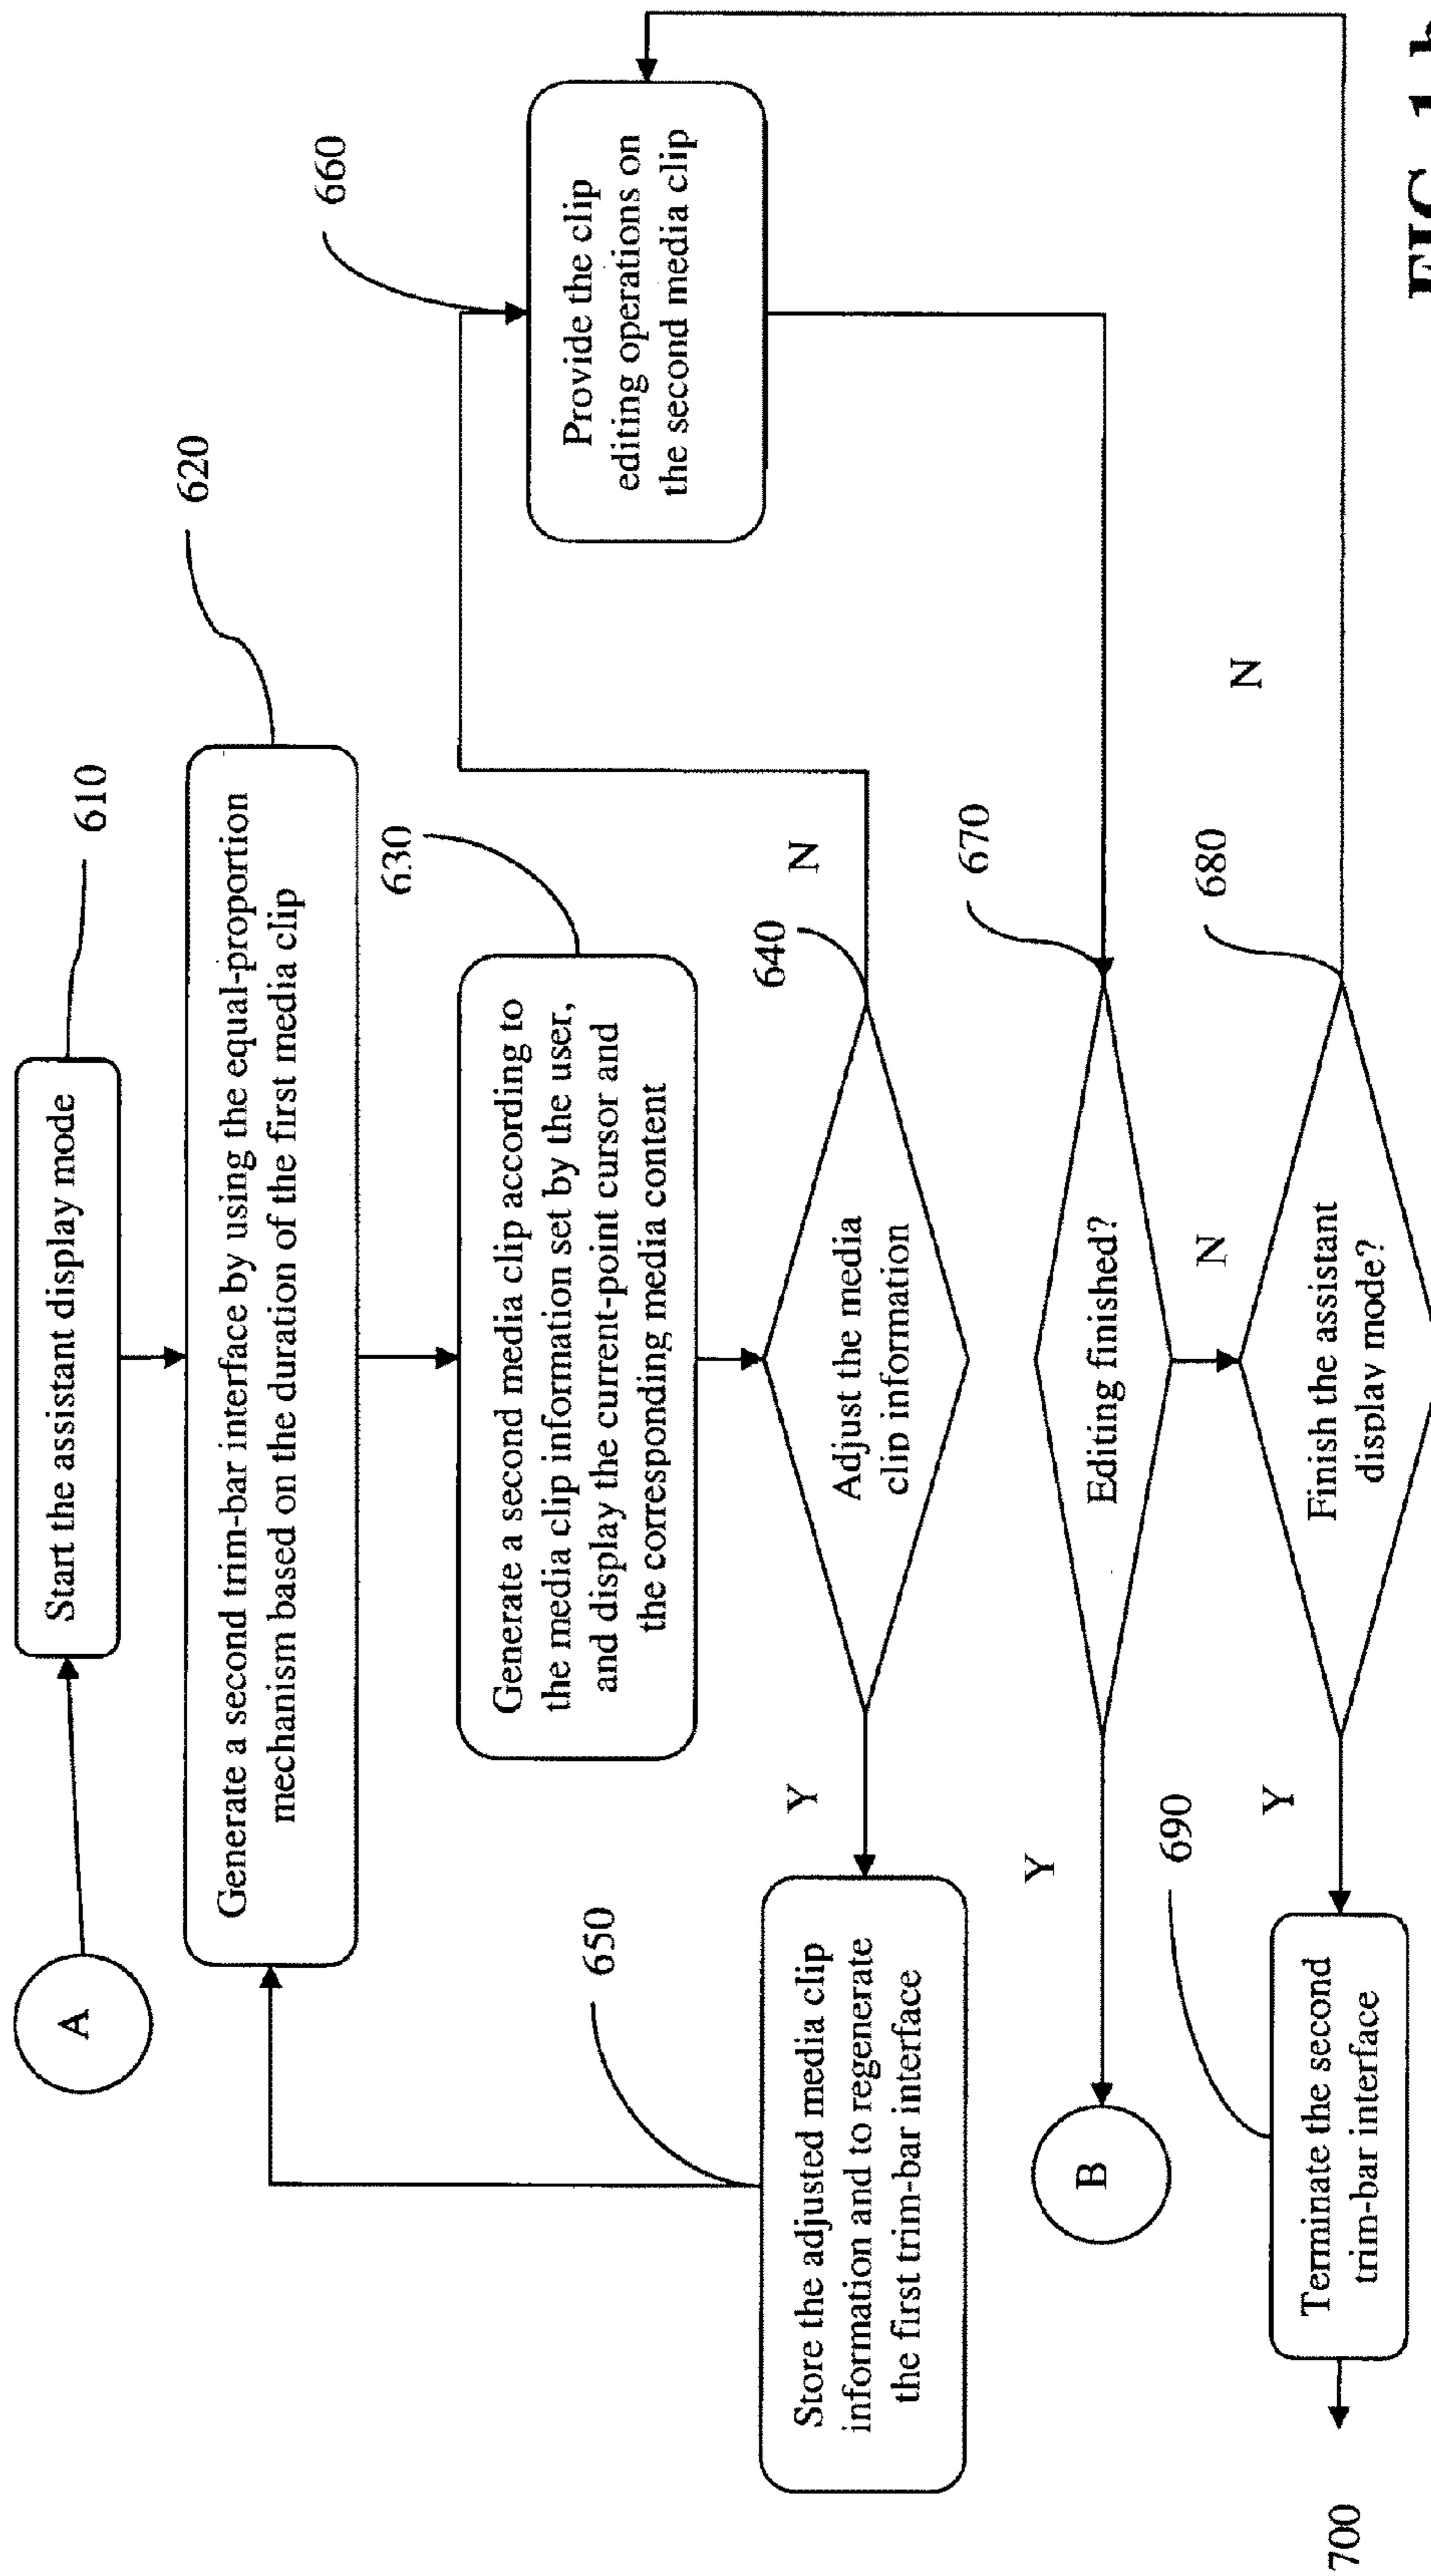 A
Start the assistant display mode
610
Generate a second trim-bar interface by using the equal-proportion
mechanism based on the duration of the first media clip
620
Generate a second media clip according to
the media clip information set by the user,
and display the current-point cursor and
the corresponding media content
630
Adjust the media
clip information
640
Y
N
Store the adjusted media clip
information and to regenerate
the first trim-bar interface
650
Provide the clip
editing operations on
the second media clip
660
Editing finished?
670
Y
B
N
Finish the assistant
display mode?
680
N
Y
Terminate the second
trim-bar interface
690
700